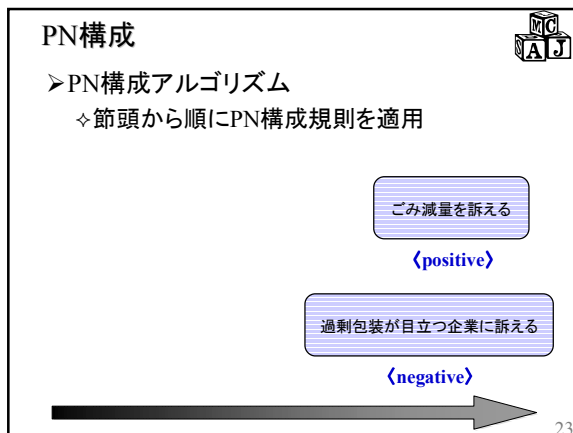 PN構成
MC
AJ
➢PN構成アルゴリズム
✧節頭から順にPN構成規則を適用
ごみ減量を訴える
〈positive〉
過剰包装が目立つ企業に訴える
〈negative〉
23